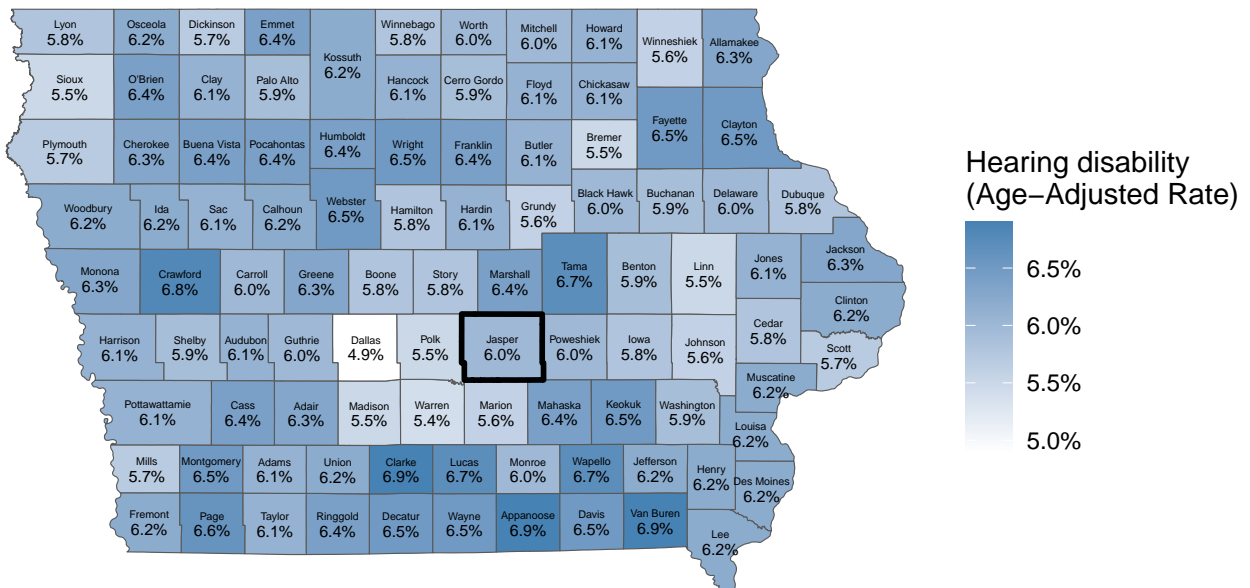 Lyon
5.8%
Osceola
6.2%
Dickinson
5.7%
Emmet
6.4%
Kossuth
6.2%
Winnebago
5.8%
Worth
6.0%
Mitchell
6.0%
Howard
6.1%
Winneshiek
5.6%
Allamakee
6.3%
Sioux
5.5%
O'Brien
6.4%
Clay
6.1%
Palo Alto
5.9%
Hancock
6.1%
Cerro Gordo
5.9%
Floyd
6.1%
Chickasaw
6.1%
Fayette
6.5%
Clayton
6.5%
Plymouth
5.7%
Cherokee
6.3%
Buena Vista
6.4%
Pocahontas
6.4%
Humboldt
6.4%
Wright
6.5%
Franklin
6.4%
Butler
6.1%
Bremer
5.5%
Woodbury
6.2%
Ida
6.2%
Sac
6.1%
Calhoun
6.2%
Webster
6.5%
Hamilton
5.8%
Hardin
6.1%
Grundy
5.6%
Black Hawk
6.0%
Buchanan
5.9%
Delaware
6.0%
Dubuque
5.8%
Monona
6.3%
Crawford
6.8%
Carroll
6.0%
Greene
6.3%
Boone
5.8%
Story
5.8%
Marshall
6.4%
Tama
6.7%
Benton
5.9%
Linn
5.5%
Jones
6.1%
Jackson
6.3%
Clinton
6.2%
Harrison
6.1%
Shelby
5.9%
Audubon
6.1%
Guthrie
6.0%
Dallas
4.9%
Polk
5.5%
Jasper
6.0%
Poweshiek
6.0%
Iowa
5.8%
Johnson
5.6%
Cedar
5.8%
Scott
5.7%
Muscatine
6.2%
Pottawattamie
6.1%
Cass
6.4%
Adair
6.3%
Madison
5.5%
Warren
5.4%
Marion
5.6%
Mahaska
6.4%
Keokuk
6.5%
Washington
5.9%
Louisa
6.2%
Mills
5.7%
Montgomery
6.5%
Adams
6.1%
Union
6.2%
Clarke
6.9%
Lucas
6.7%
Monroe
6.0%
Wapello
6.7%
Jefferson
6.2%
Henry
6.2%
Des Moines
6.2%
Fremont
6.2%
Page
6.6%
Taylor
6.1%
Ringgold
6.4%
Decatur
6.5%
Wayne
6.5%
Appanoose
6.9%
Davis
6.5%
Van Buren
6.9%
Lee
6.2%
Hearing disability
(Age−Adjusted Rate)
6.5%
6.0%
5.5%
5.0%